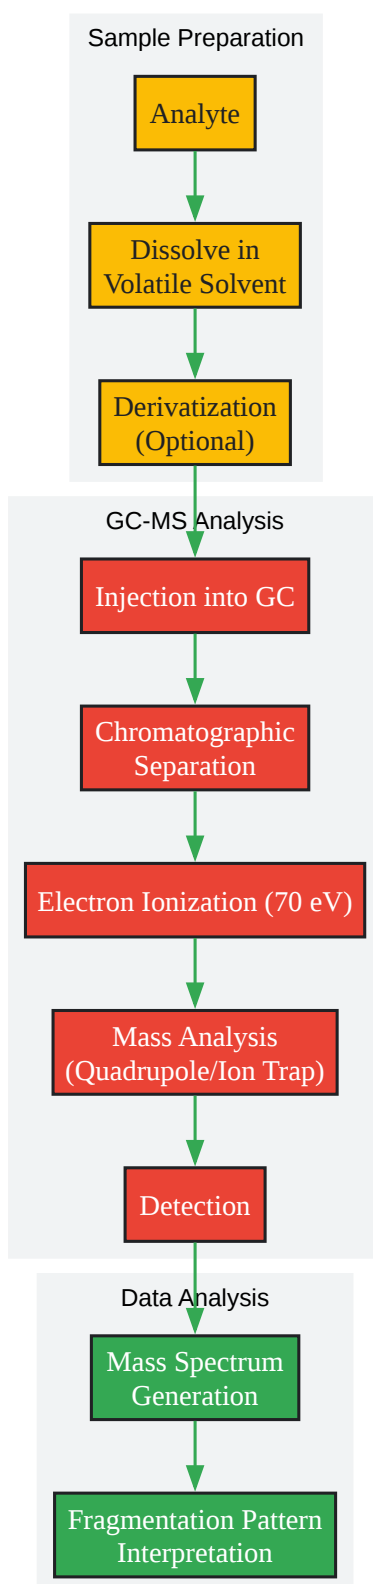 Sample Preparation
Analyte
Dissolve in
Volatile Solvent
Derivatization
(Optional)
GC-MS Analysis
Injection into GC
Chromatographic
Separation
Electron Ionization (70 eV)
Mass Analysis
(Quadrupole/Ion Trap)
Detection
Data Analysis
Mass Spectrum
Generation
Fragmentation Pattern
Interpretation